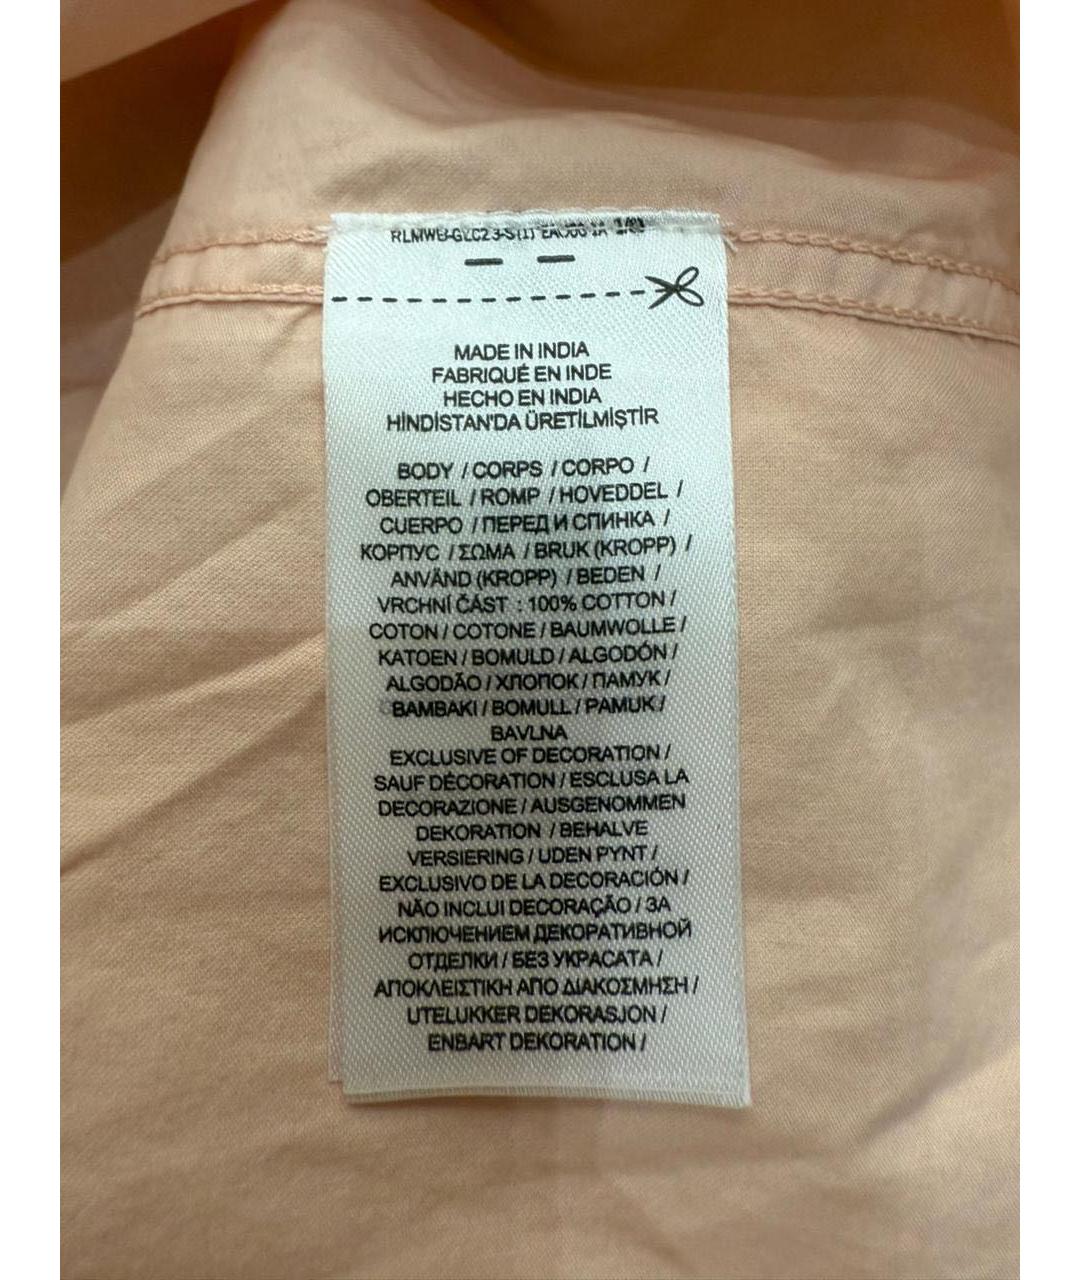 MADE IN INDIA
FABRIQUÉ EN INDE
HECHO EN INDIA
HİNDİSTAN'DA ÜRETİLMİŞTİR
BODY / CORPS / CORPO /
OBERTEIL / ROMP / HOVEDDEL /
CUERPO / ПЕРЕД И СПИНКА /
КОРПУС / ΣΩΜΑ / BRUK (KROPP) /
ANVÄND (KROPP) / BEDEN /
VRCHNÍ ČÁST : 100% COTTON /
COTON / COTONE / BAUMWOLLE /
KATOEN / BOMULD / ALGODÓN /
ALGODÃO / ХЛОПОК / ПАМУК /
BAMBAKI / BOMULL / PAMUK /
BAVLNA
EXCLUSIVE OF DECORATION /
SAUF DÉCORATION / ESCLUSA LA
DECORAZIONE / AUSGENOMMEN
DEKORATION / BEHALVE
VERSIERING / UDEN PYNT /
EXCLUSIVO DE LA DECORACIÓN /
NÃO INCLUI DECORAÇÃO / ЗА
ИСКЛЮЧЕНИЕМ ДЕКОРАТИВНОЙ
ОТДЕЛКИ / БЕЗ УКРАСАТА /
ΑΠΟΚΛΕΙΣΤΙΚΗ ΑΠΟ ΔΙΑΚΟΣΜΗΣΗ /
UTELUKKER DEKORASJON /
ENBART DEKORATION /